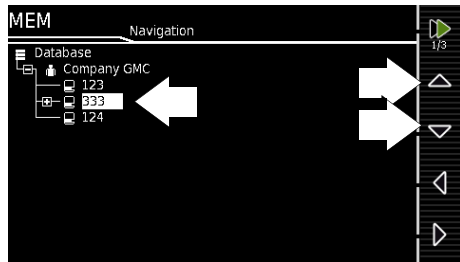 MEM
Navigation
1/3
Database
Company GMC
123
333
124